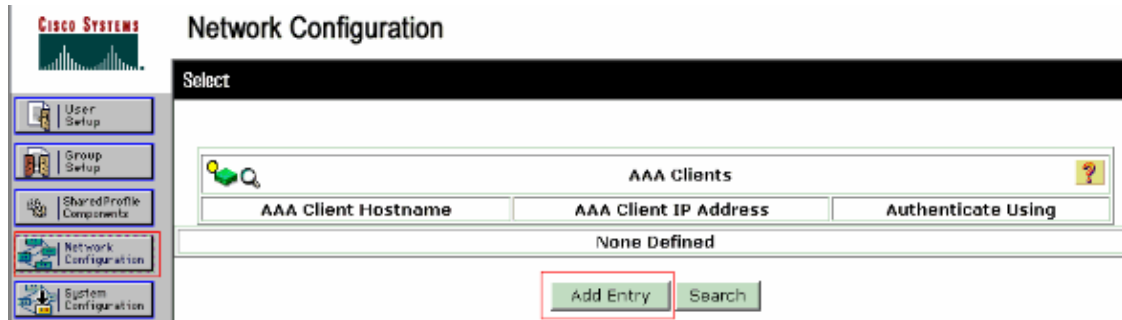 CISCO SYSTEMS
Network Configuration
Select
User
Setup
Group
Setup
SharedProfile
Components
Network
Configuration
System
Configuration
AAA Clients
?
AAA Client Hostname AAA Client IP Address Authenticate Using
None Defined
Add Entry Search